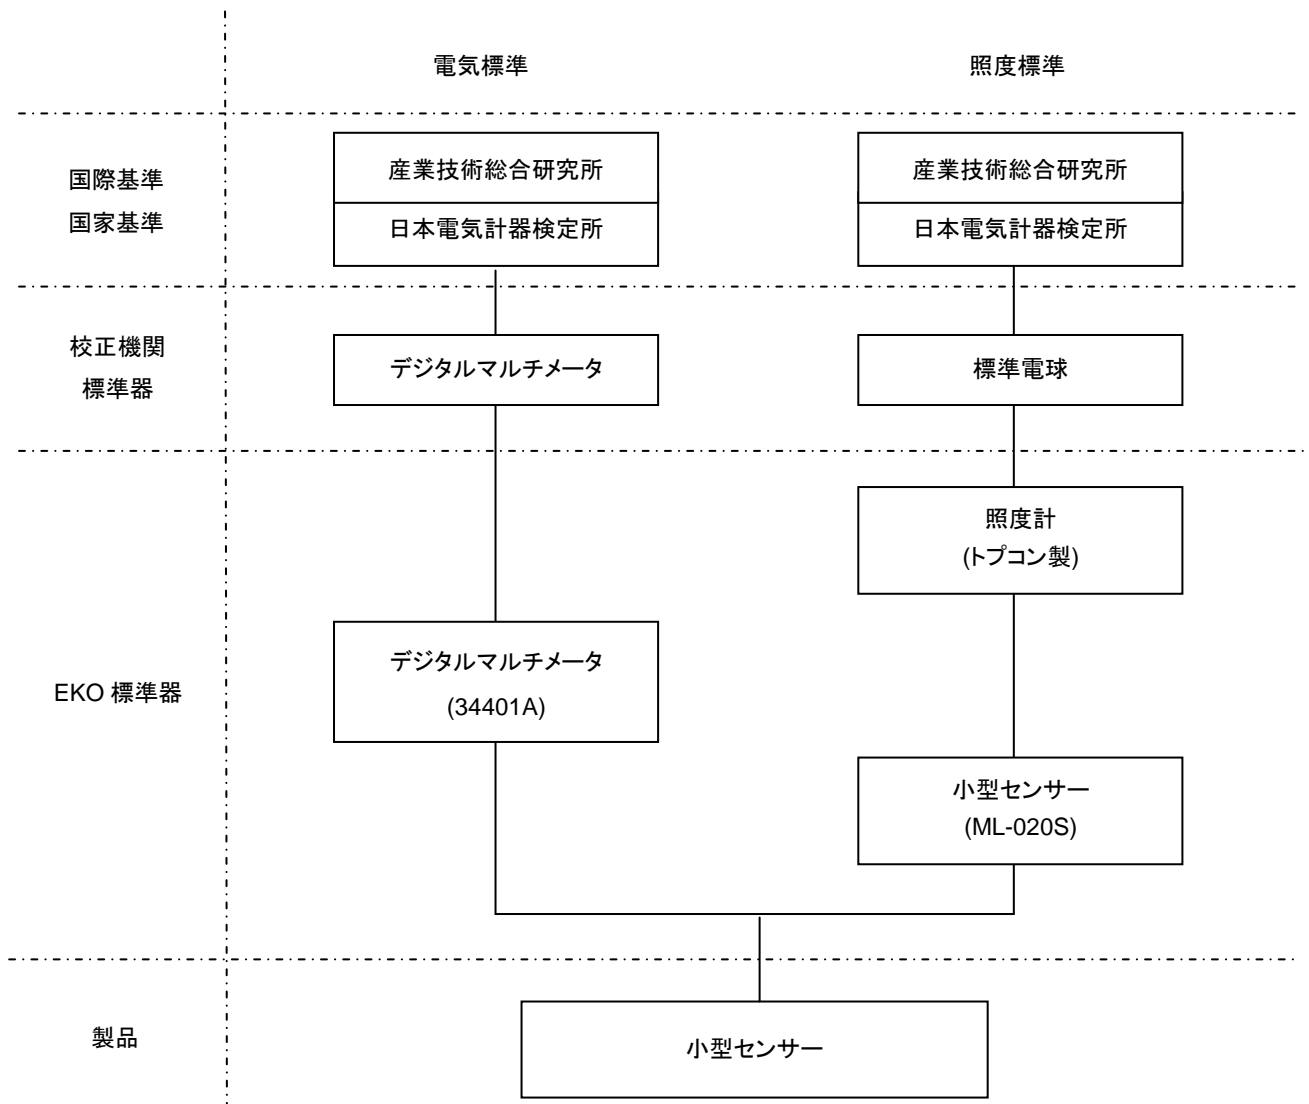 電気標準
照度標準
国際基準
国家基準
産業技術総合研究所
日本電気計器検定所
産業技術総合研究所
日本電気計器検定所
校正機関
標準器
デジタルマルチメータ
標準電球
EKO 標準器
照度計
(トプコン製)
デジタルマルチメータ
(34401A)
小型センサー
(ML-020S)
製品
小型センサー